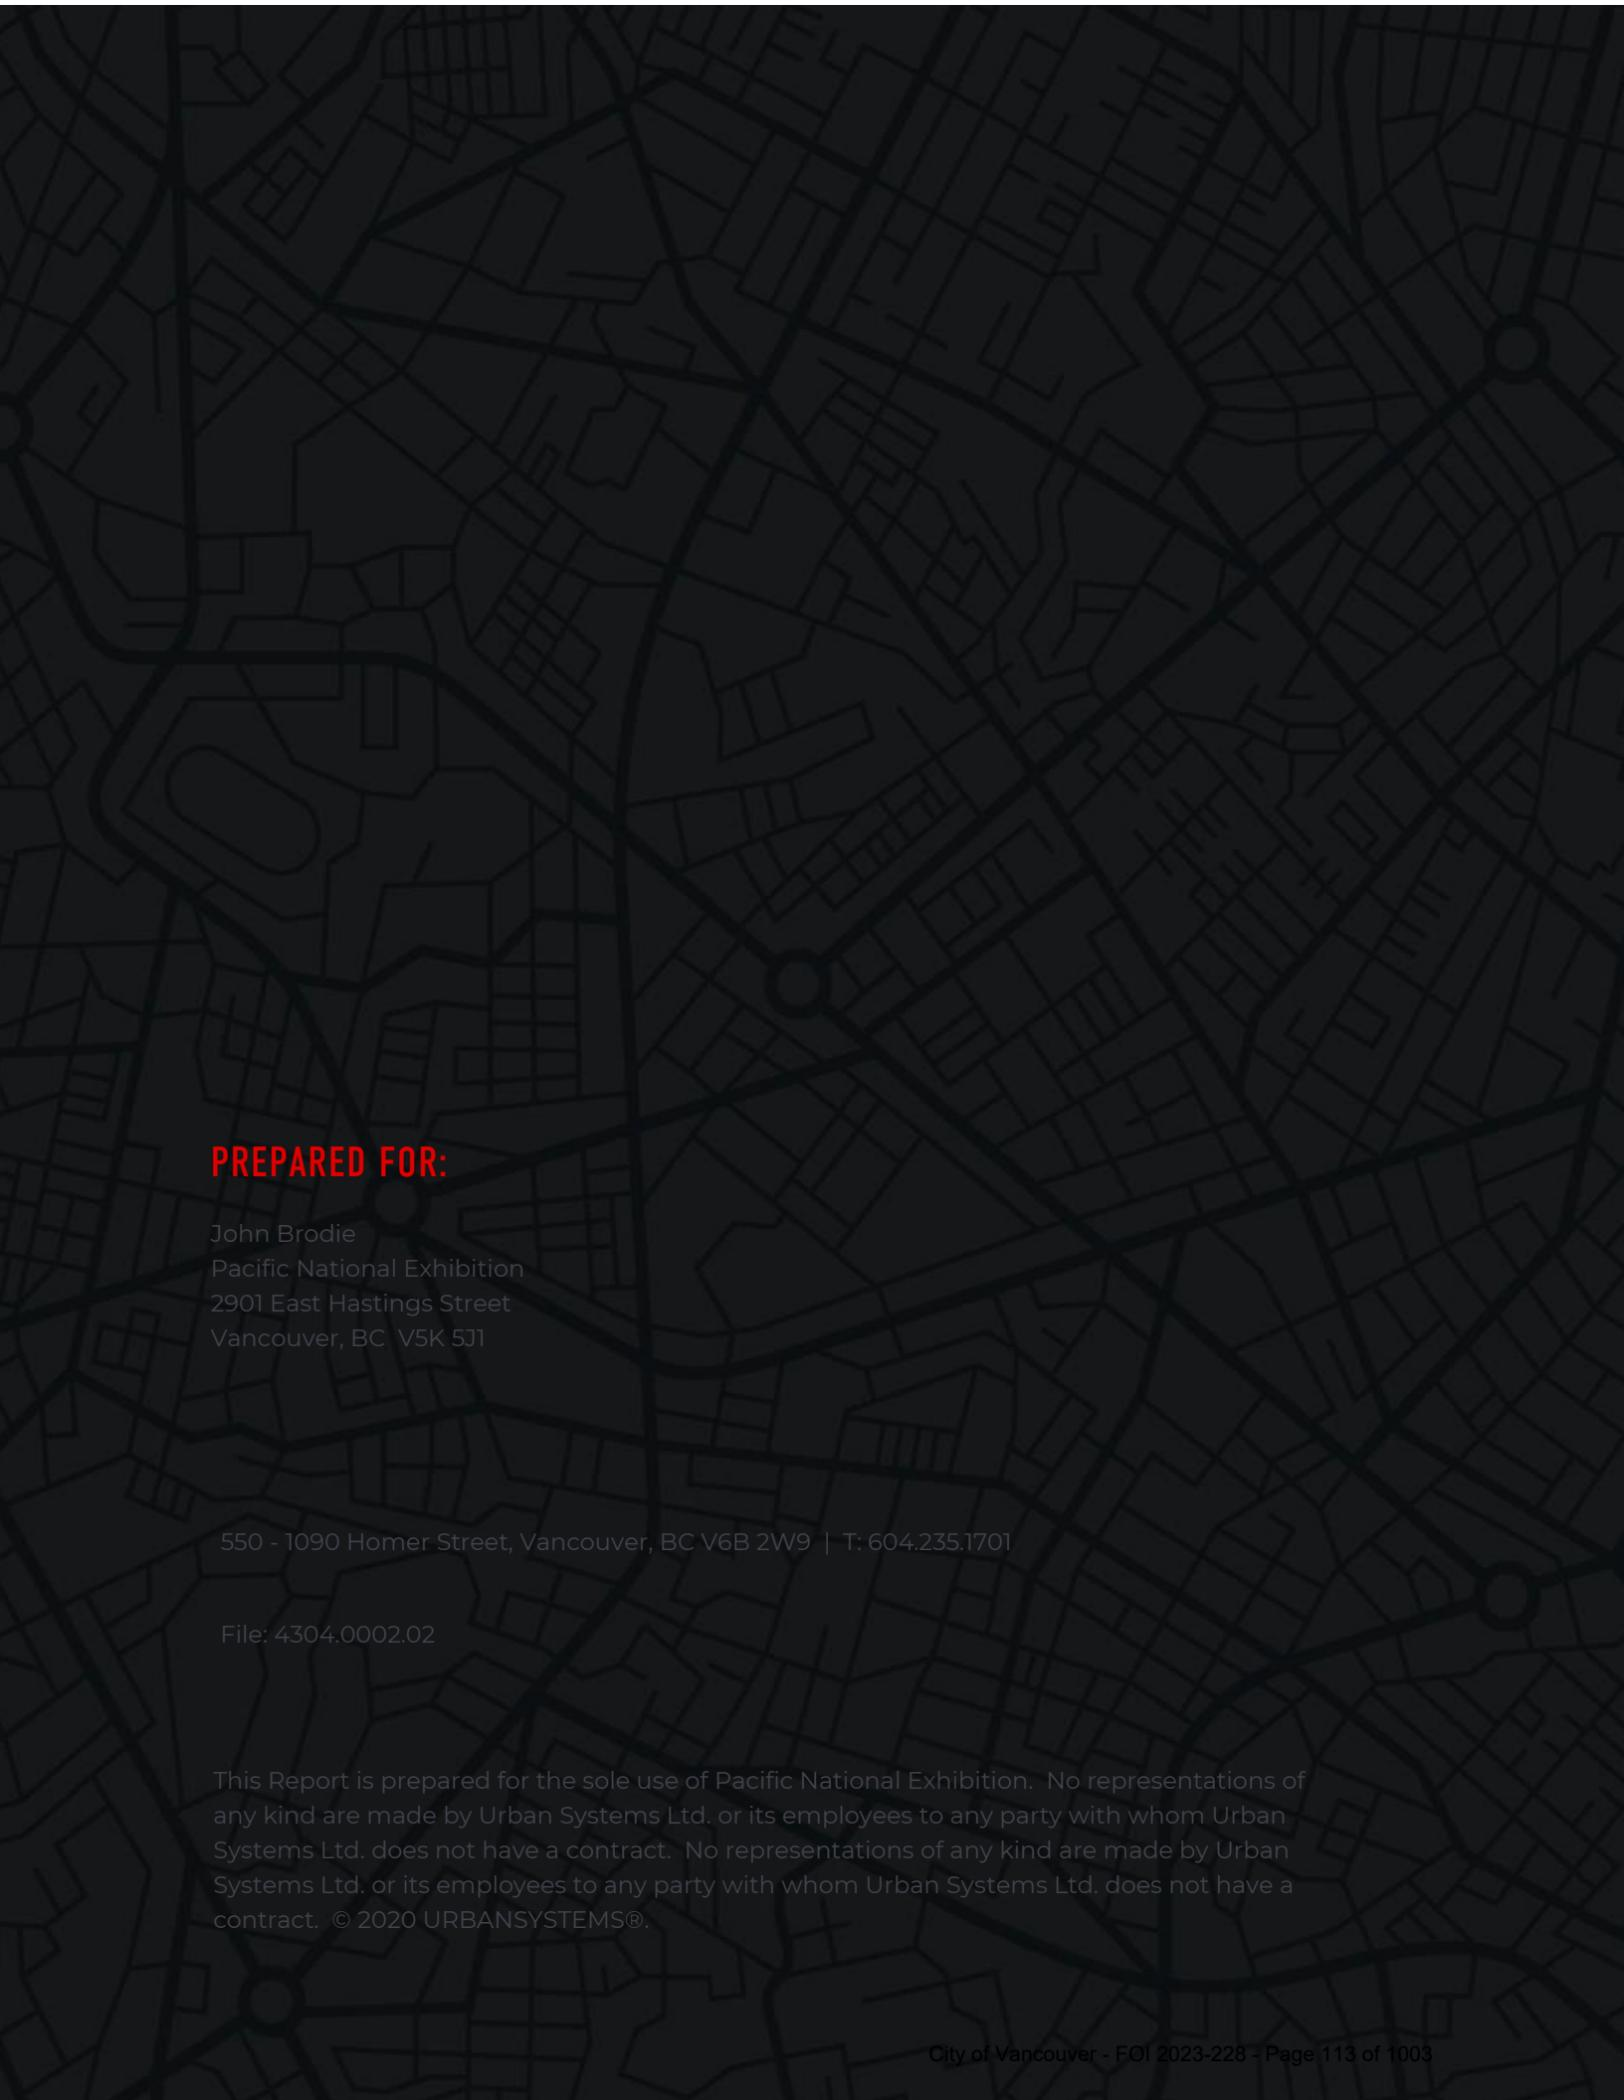 PREPARED FOR:
John Brodie
Pacific National Exhibition
2901 East Hastings Street
Vancouver, BC  V5K 5J1
550 - 1090 Homer Street, Vancouver, BC V6B 2W9  |  T: 604.235.1701
File: 4304.0002.02
This Report is prepared for the sole use of Pacific National Exhibition.  No representations of
any kind are made by Urban Systems Ltd. or its employees to any party with whom Urban
Systems Ltd. does not have a contract.  No representations of any kind are made by Urban
Systems Ltd. or its employees to any party with whom Urban Systems Ltd. does not have a
contract.  © 2020 URBANSYSTEMS®.
City of Vancouver - FOI 2023-228 - Page 113 of 1003